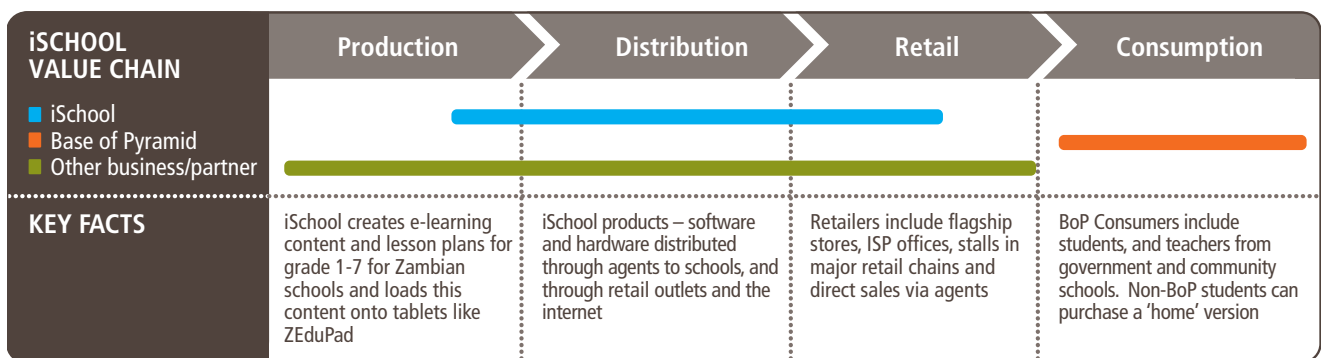 iSCHOOL
VALUE CHAIN
Production
Distribution
Retail
Consumption
iSchool
Base of Pyramid
Other business/partner
KEY FACTS
iSchool creates e-learning
content and lesson plans for
grade 1-7 for Zambian
schools and loads this
content onto tablets like
ZEduPad
iSchool products – software
and hardware distributed
through agents to schools, and
through retail outlets and the
internet
Retailers include flagship
stores, ISP offices, stalls in
major retail chains and
direct sales via agents
BoP Consumers include
students, and teachers from
government and community
schools.  Non-BoP students can
purchase a ‘home’ version